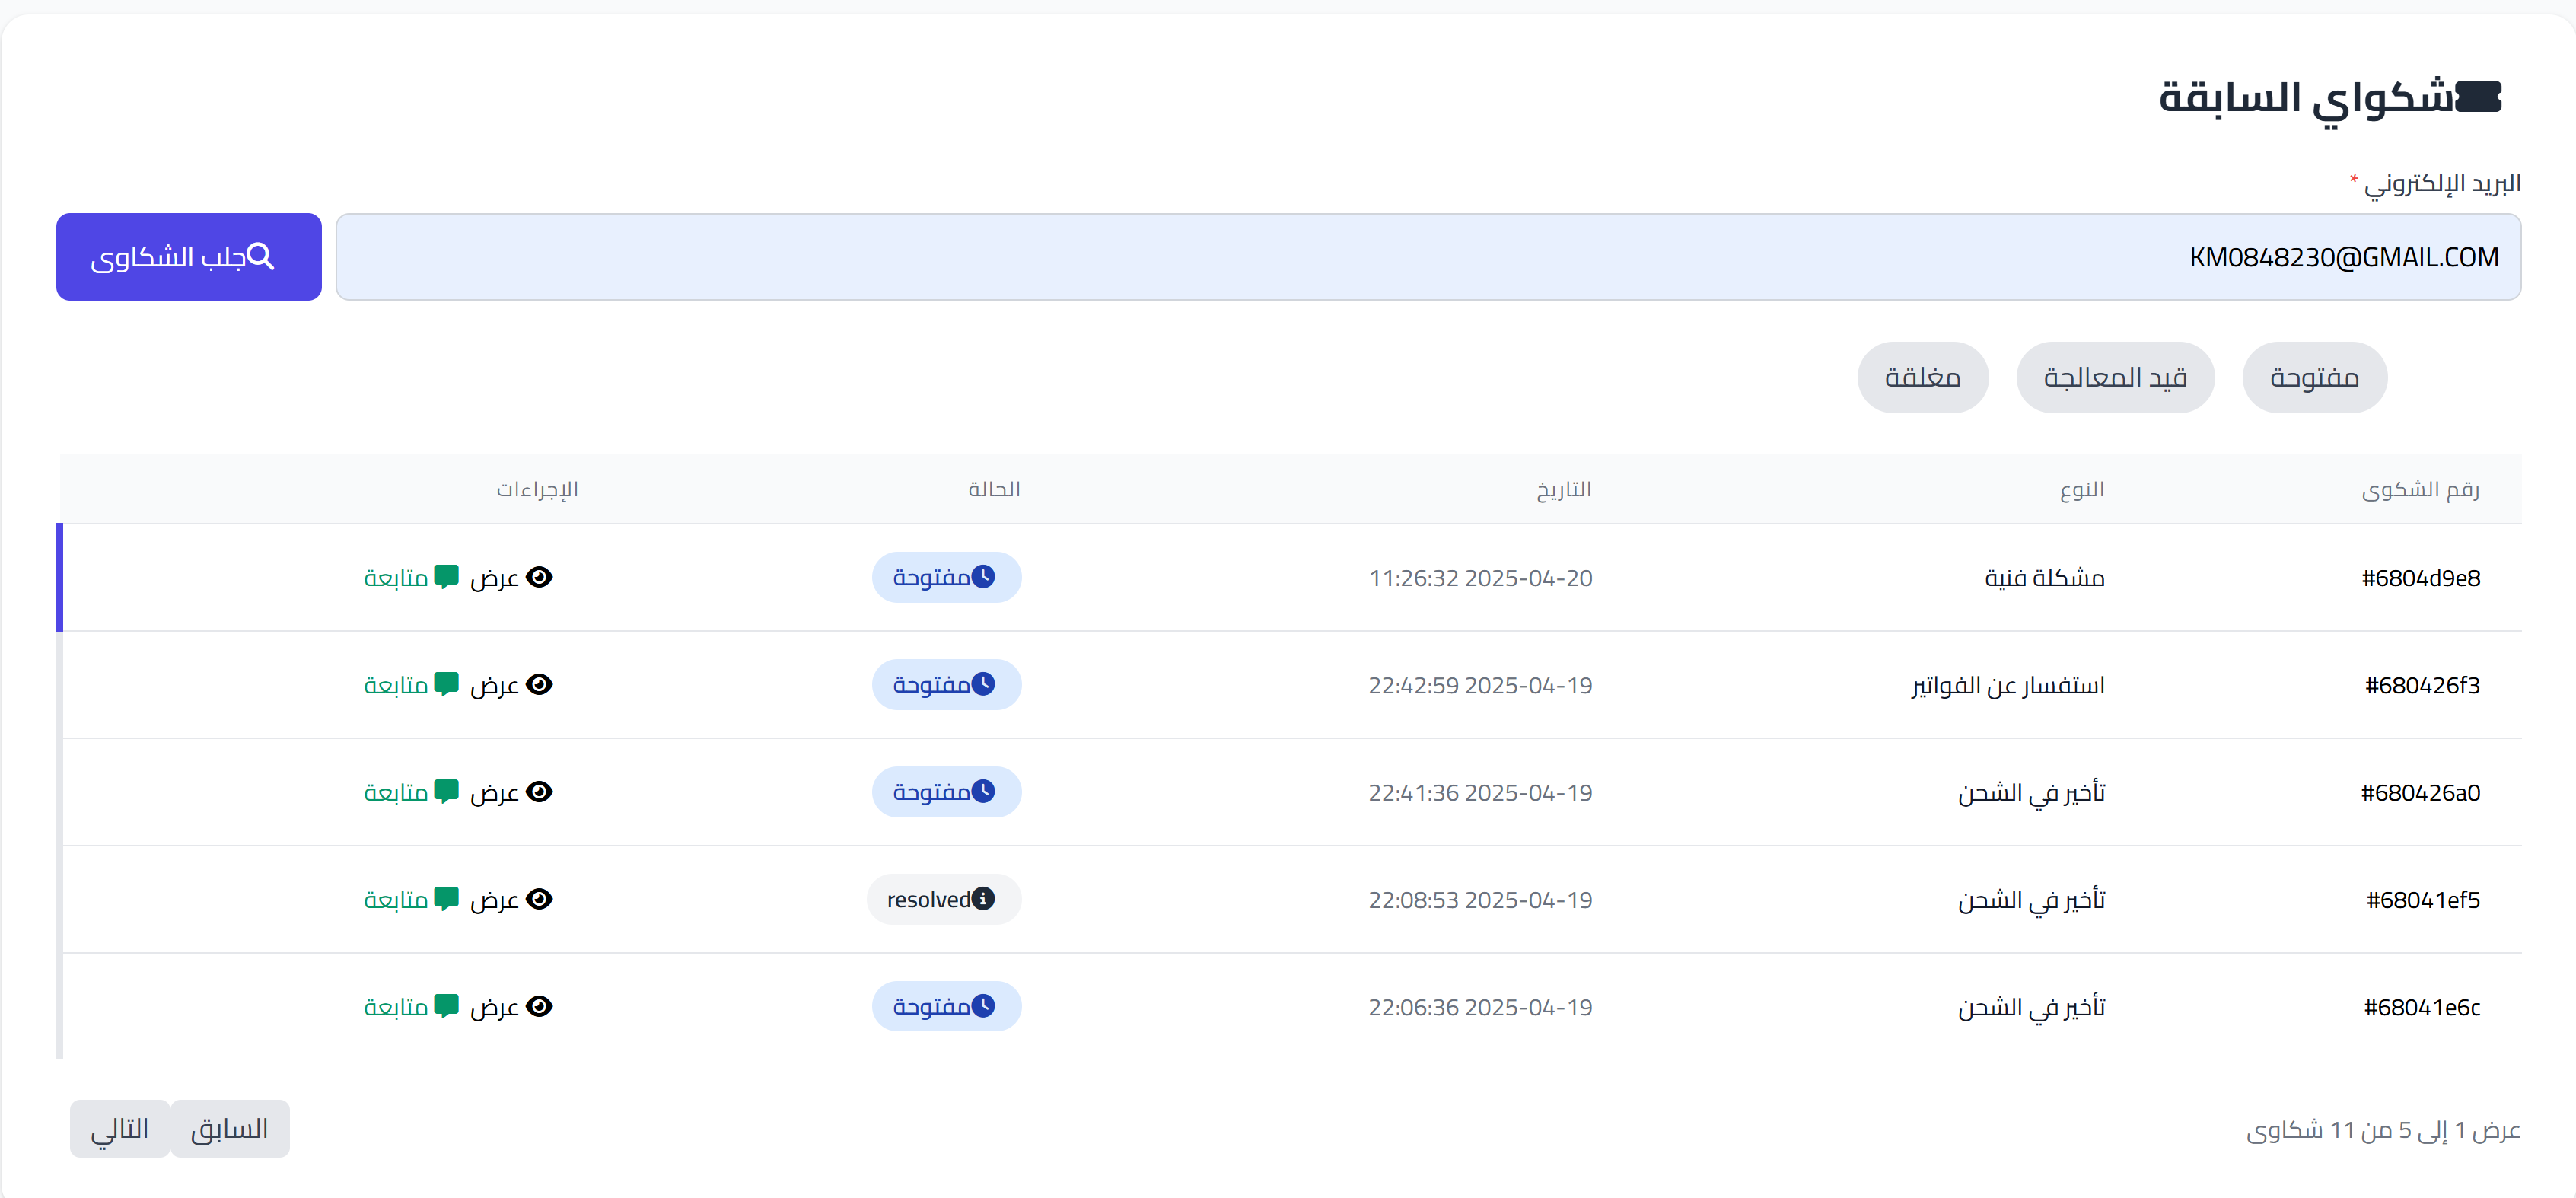 شكواي السابقة
البريد الإلكتروني *
KM0848230@GMAIL.COM
جلب الشكاوى
مفتوحة قيد المعالجة مغلقة
رقم الشكوى النوع التاريخ الحالة الإجراءات
#6804d9e8 مشكلة فنية 2025-04-20 11:26:32 مفتوحة عرض متابعة
#680426f3 استفسار عن الفواتير 2025-04-19 22:42:59 مفتوحة عرض متابعة
#680426a0 تأخير في الشحن 2025-04-19 22:41:36 مفتوحة عرض متابعة
#68041ef5 تأخير في الشحن 2025-04-19 22:08:53 resolved عرض متابعة
#68041e6c تأخير في الشحن 2025-04-19 22:06:36 مفتوحة عرض متابعة
عرض 1 إلى 5 من 11 شكاوى
السابق التالي